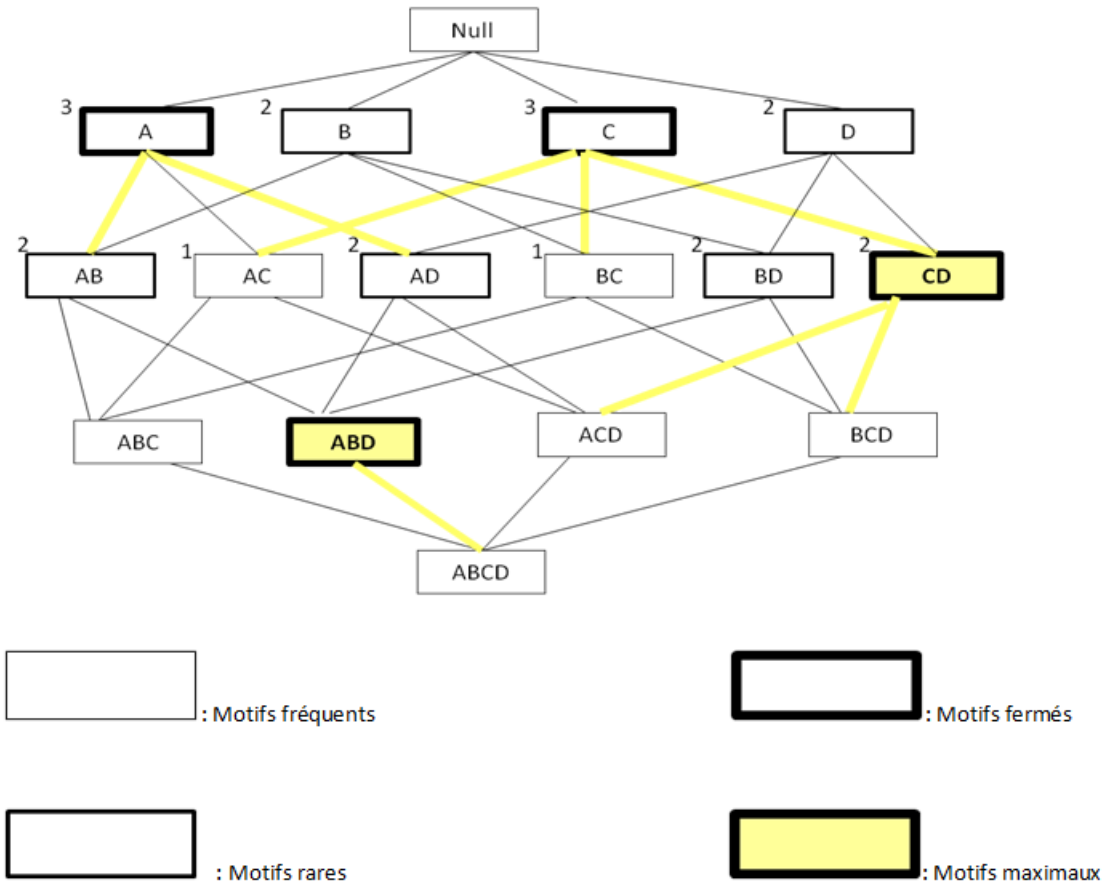 Null
3 A 2 B 3 C 2 D
2 AB 1 AC 2 AD 1 BC 2 BD 2 CD
ABC ABD ACD BCD
ABCD
: Motifs fréquents : Motifs fermés
: Motifs rares : Motifs maximaux